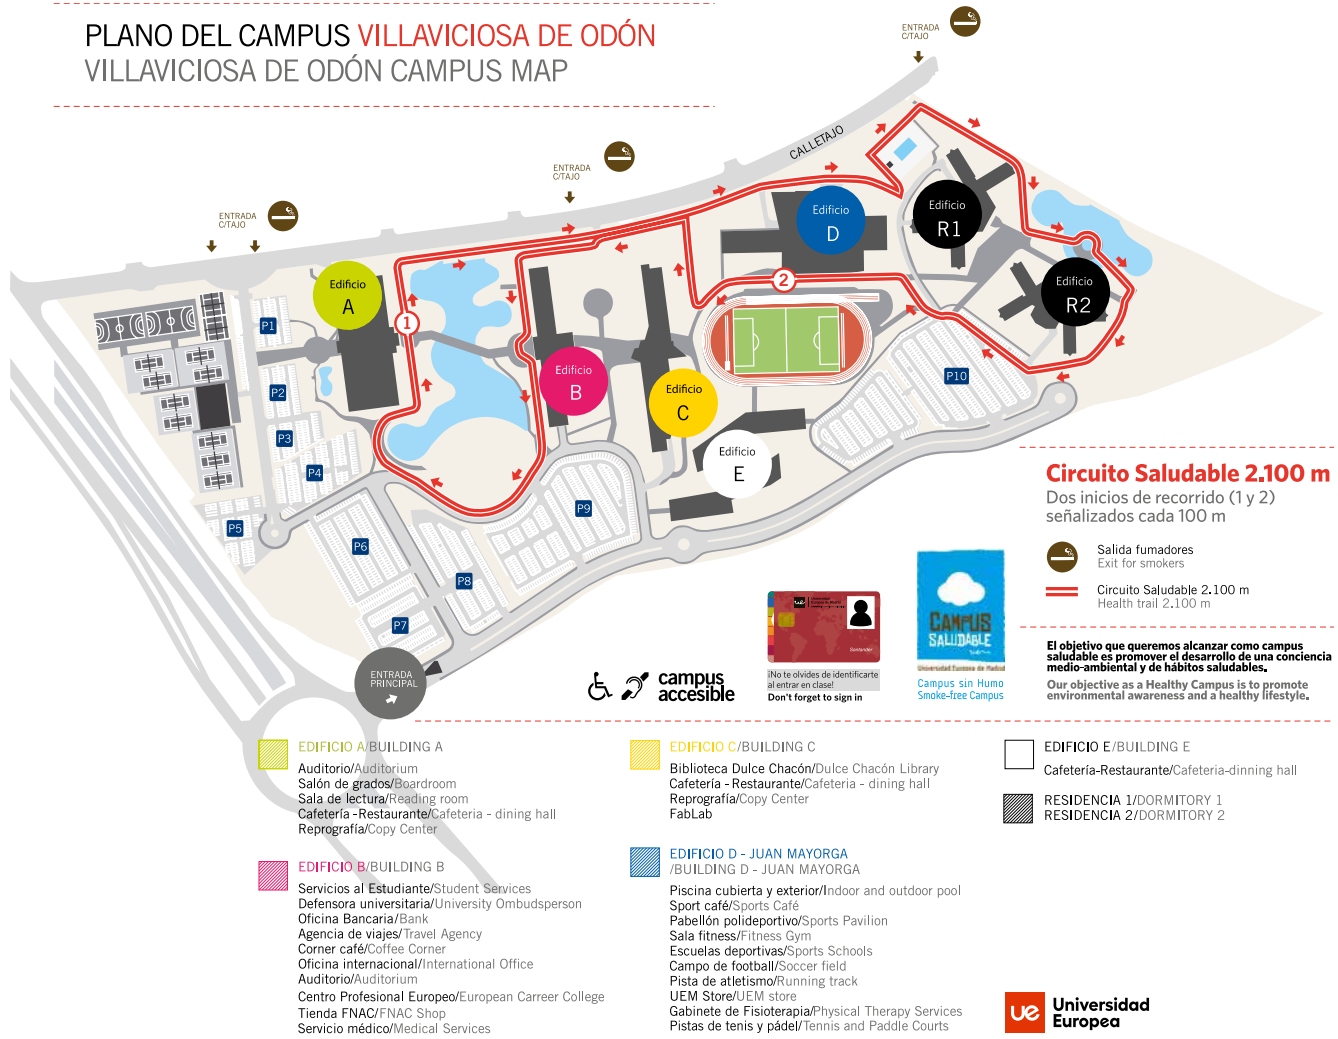 PLANO DEL CAMPUS VILLAVICIOSA DE ODÓN
VILLAVICIOSA DE ODÓN CAMPUS MAP
ENTRADA
C/TAJO
ENTRADA
C/TAJO
ENTRADA
C/TAJO
CALLETAJO
Edificio
A
Edificio
B
Edificio
C
Edificio
D
Edificio
E
Edificio
R1
Edificio
R2
1
2
P1
P2
P3
P4
P5
P6
P7
P8
P9
P10
ENTRADA
PRINCIPAL
Circuito Saludable 2.100 m
Dos inicios de recorrido (1 y 2)
señalizados cada 100 m
Salida fumadores
Exit for smokers
Circuito Saludable 2.100 m
Health trail 2.100 m
El objetivo que queremos alcanzar como campus
saludable es promover el desarrollo de una conciencia
medio-ambiental y de hábitos saludables.
Our objective as a Healthy Campus is to promote
environmental awareness and a healthy lifestyle.
campus
accesible
Santander
¡No te olvides de identificarte
al entrar en clase!
Don't forget to sign in
CAMPUS
SALUDABLE
Universidad Europea de Madrid
Campus sin Humo
Smoke-free Campus
EDIFICIO A/BUILDING A
Auditorio/Auditorium
Salón de grados/Boardroom
Sala de lectura/Reading room
Cafetería -Restaurante/Cafeteria - dining hall
Reprografía/Copy Center
EDIFICIO B/BUILDING B
Servicios al Estudiante/Student Services
Defensora universitaria/University Ombudsperson
Oficina Bancaria/Bank
Agencia de viajes/Travel Agency
Corner café/Coffee Corner
Oficina internacional/International Office
Auditorio/Auditorium
Centro Profesional Europeo/European Carreer College
Tienda FNAC/FNAC Shop
Servicio médico/Medical Services
EDIFICIO C/BUILDING C
Biblioteca Dulce Chacón/Dulce Chacón Library
Cafetería - Restaurante/Cafeteria - dining hall
Reprografía/Copy Center
FabLab
EDIFICIO D - JUAN MAYORGA
/BUILDING D - JUAN MAYORGA
Piscina cubierta y exterior/Indoor and outdoor pool
Sport café/Sports Café
Pabellón polideportivo/Sports Pavilion
Sala fitness/Fitness Gym
Escuelas deportivas/Sports Schools
Campo de football/Soccer field
Pista de atletismo/Running track
UEM Store/UEM store
Gabinete de Fisioterapia/Physical Therapy Services
Pistas de tenis y pádel/Tennis and Paddle Courts
EDIFICIO E/BUILDING E
Cafetería-Restaurante/Cafeteria-dinning hall
RESIDENCIA 1/DORMITORY 1
RESIDENCIA 2/DORMITORY 2
ue Universidad
Europea